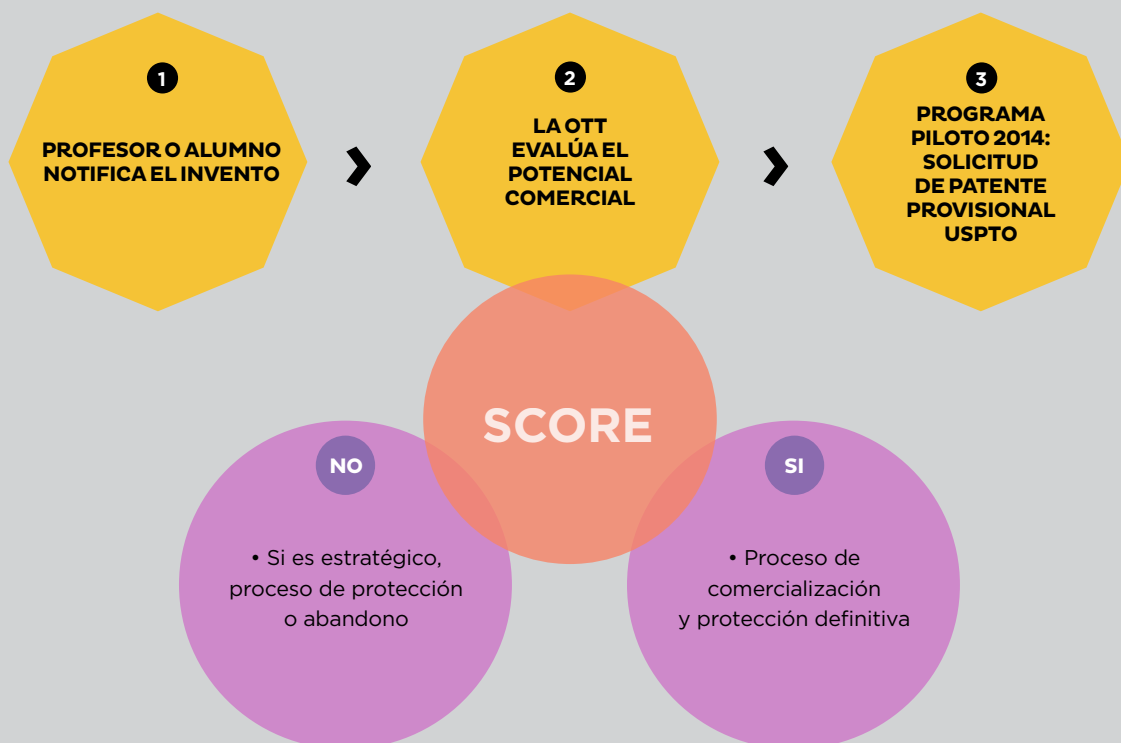 1
PROFESOR O ALUMNO
NOTIFICA EL INVENTO
2
LA OTT
EVALÚA EL
POTENCIAL
COMERCIAL
3
PROGRAMA
PILOTO 2014:
SOLICITUD
DE PATENTE
PROVISIONAL
USPTO
SCORE
NO
• Si es estratégico,
proceso de protección
o abandono
SI
• Proceso de
comercialización
y protección definitiva